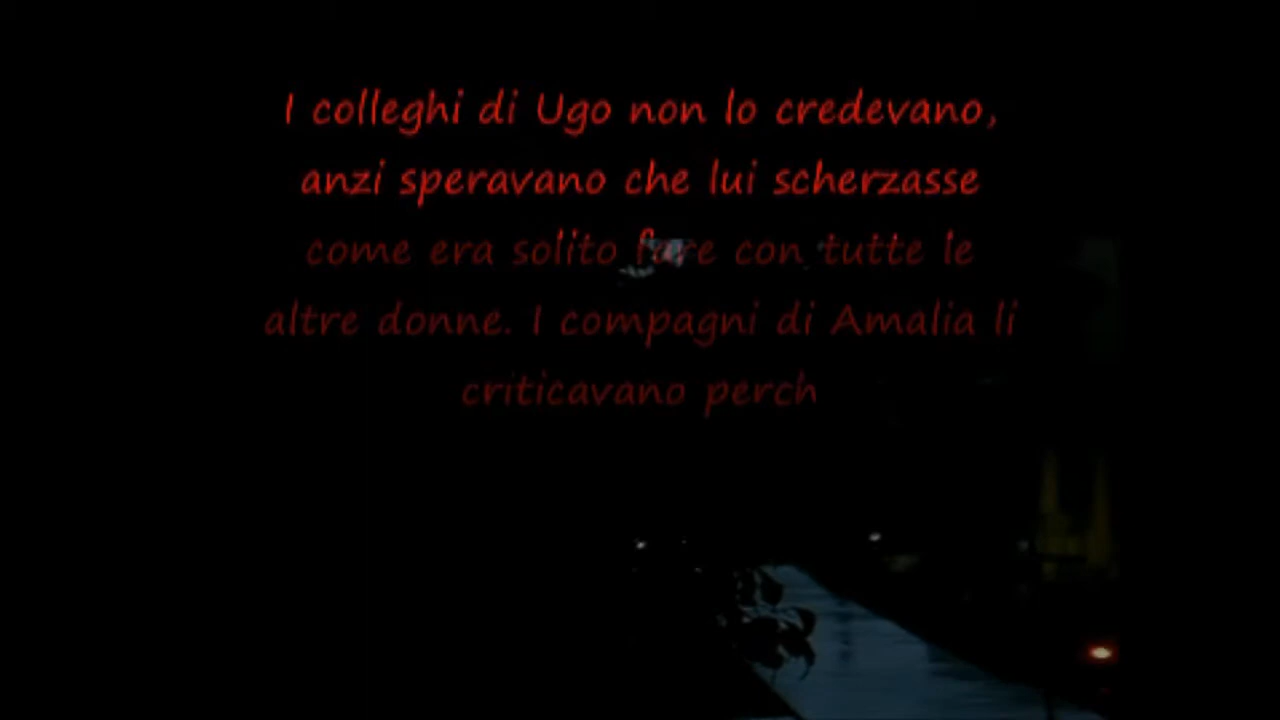 I colleghi di Ugo non lo credevano,
anzi speravano che lui scherzasse
come era solito fare con tutte le
altre donne. I compagni di Amalia li
criticavano perch